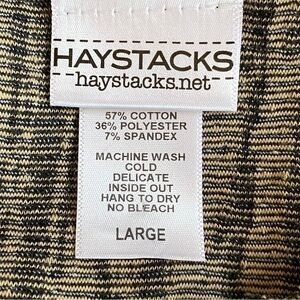 HAYSTACKS
haystacks.net
57% COTTON
36% POLYESTER
7% SPANDEX
MACHINE WASH
COLD
DELICATE
INSIDE OUT
HANG TO DRY
NO BLEACH
LARGE